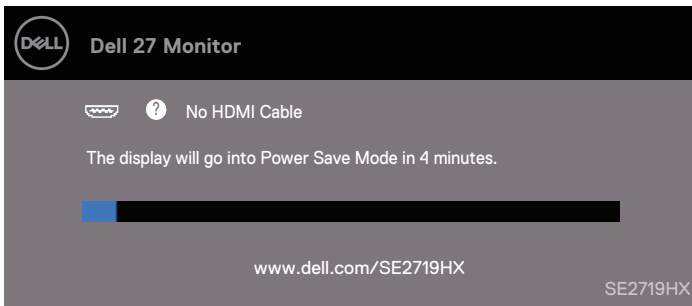 DELL
Dell 27 Monitor
? No HDMI Cable
The display will go into Power Save Mode in 4 minutes.
www.dell.com/SE2719HX
SE2719HX